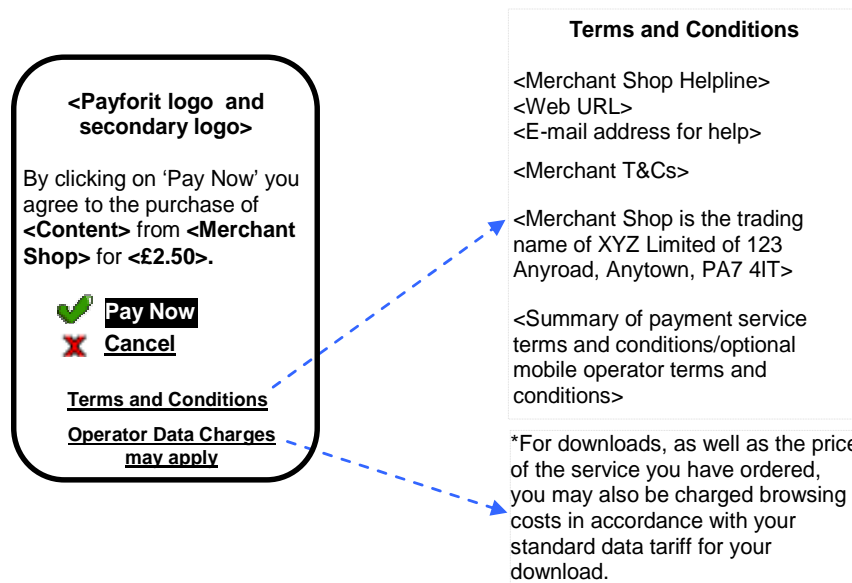 <Payforit logo and
secondary logo>
By clicking on ‘Pay Now’ you
agree to the purchase of
<Content> from <Merchant
Shop> for <£2.50>.
Pay Now
Cancel
Terms and Conditions
Operator Data Charges
may apply
Terms and Conditions
<Merchant Shop Helpline>
<Web URL>
<E-mail address for help>
<Merchant T&Cs>
<Merchant Shop is the trading
name of XYZ Limited of 123
Anyroad, Anytown, PA7 4IT>
<Summary of payment service
terms and conditions/optional
mobile operator terms and
conditions>
*For downloads, as well as the price
of the service you have ordered,
you may also be charged browsing
costs in accordance with your
standard data tariff for your
download.